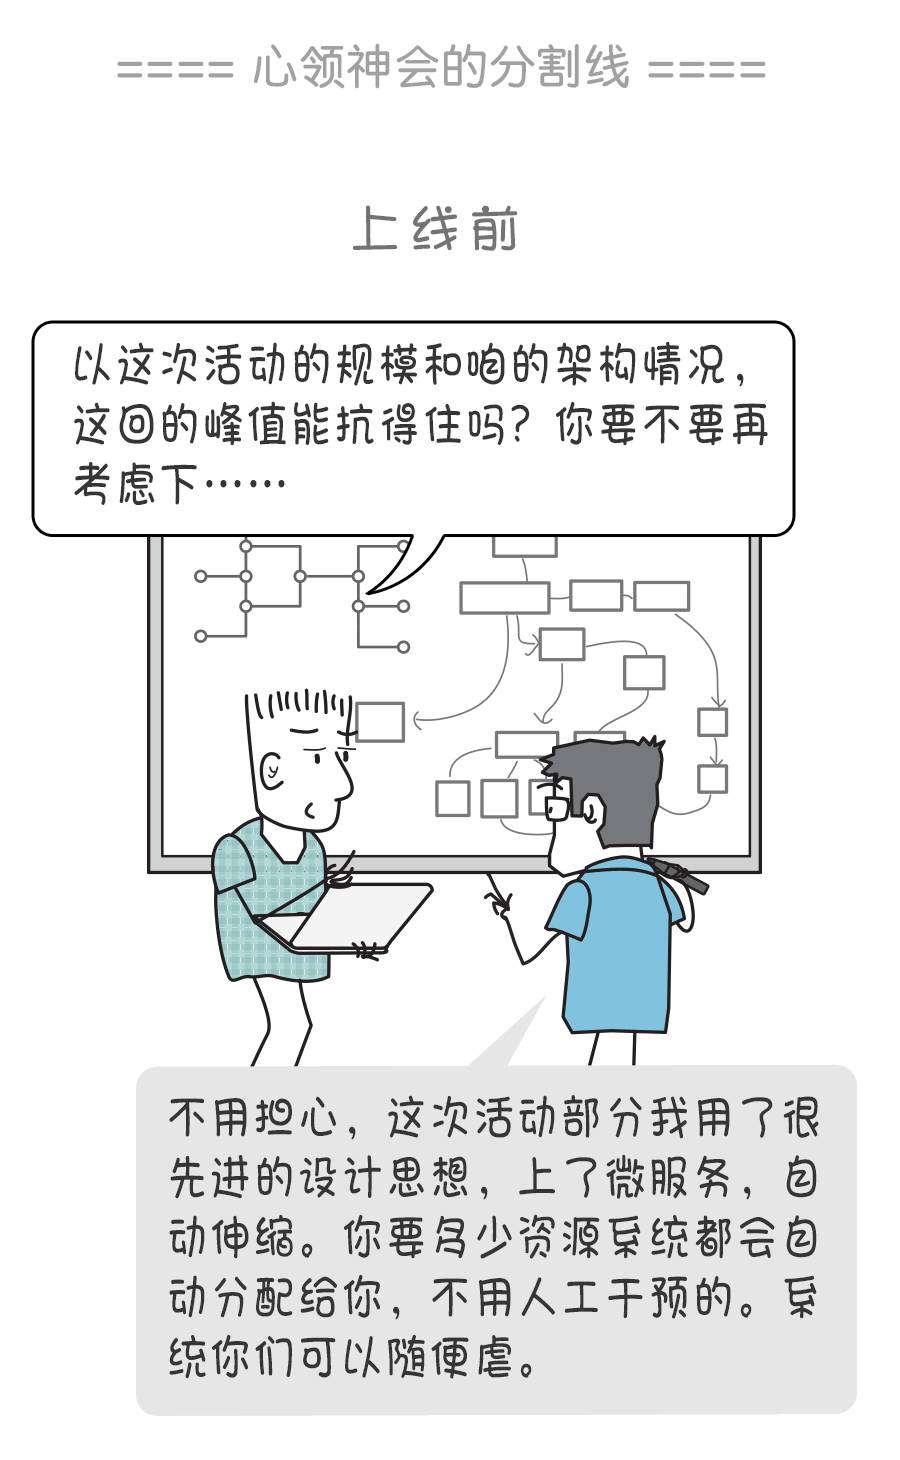 ==== 心领神会的分割线 ====
上线前
以这次活动的规模和咱的架构情况，
这回的峰值能抗得住吗？你要不要再
考虑下……
不用担心，这次活动部分我用了很
先进的设计思想，上了微服务，自
动伸缩。你要多少资源系统都会自
动分配给你，不用人工干预的。系
统你们可以随便虐。